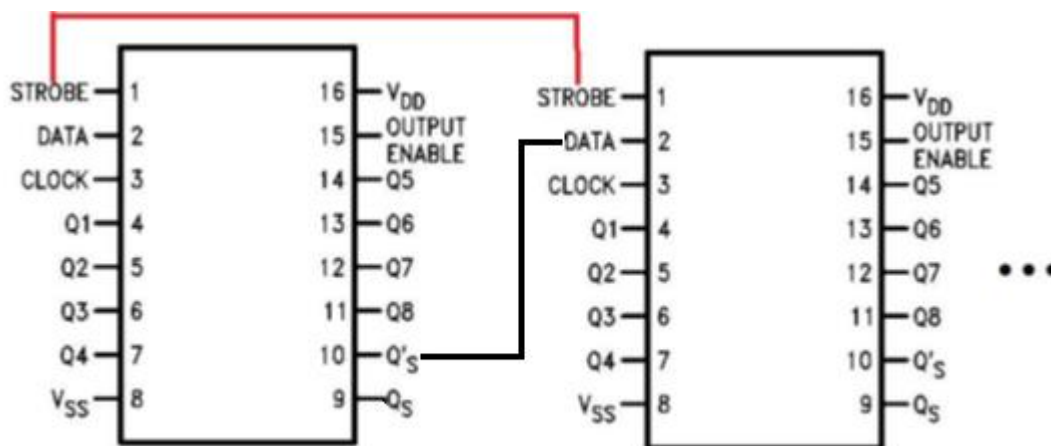 STROBE 1 16 VDD
DATA 2 15 OUTPUT
ENABLE
CLOCK 3 14 Q5
Q1 4 13 Q6
Q2 5 12 Q7
Q3 6 11 Q8
Q4 7 10 Q'S
VSS 8 9 QS
STROBE 1 16 VDD
DATA 2 15 OUTPUT
ENABLE
CLOCK 3 14 Q5
Q1 4 13 Q6
Q2 5 12 Q7
Q3 6 11 Q8
Q4 7 10 Q'S
VSS 8 9 QS